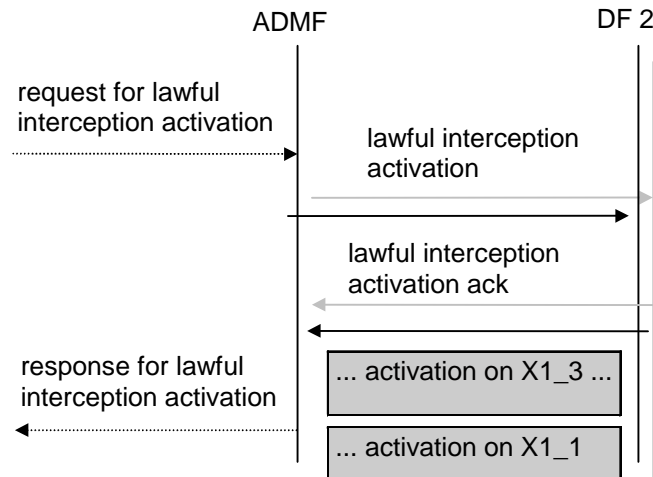 ADMF
DF 2
request for lawful
interception activation
lawful interception
activation
lawful interception
activation ack
response for lawful
interception activation
... activation on X1_3 ...
... activation on X1_1